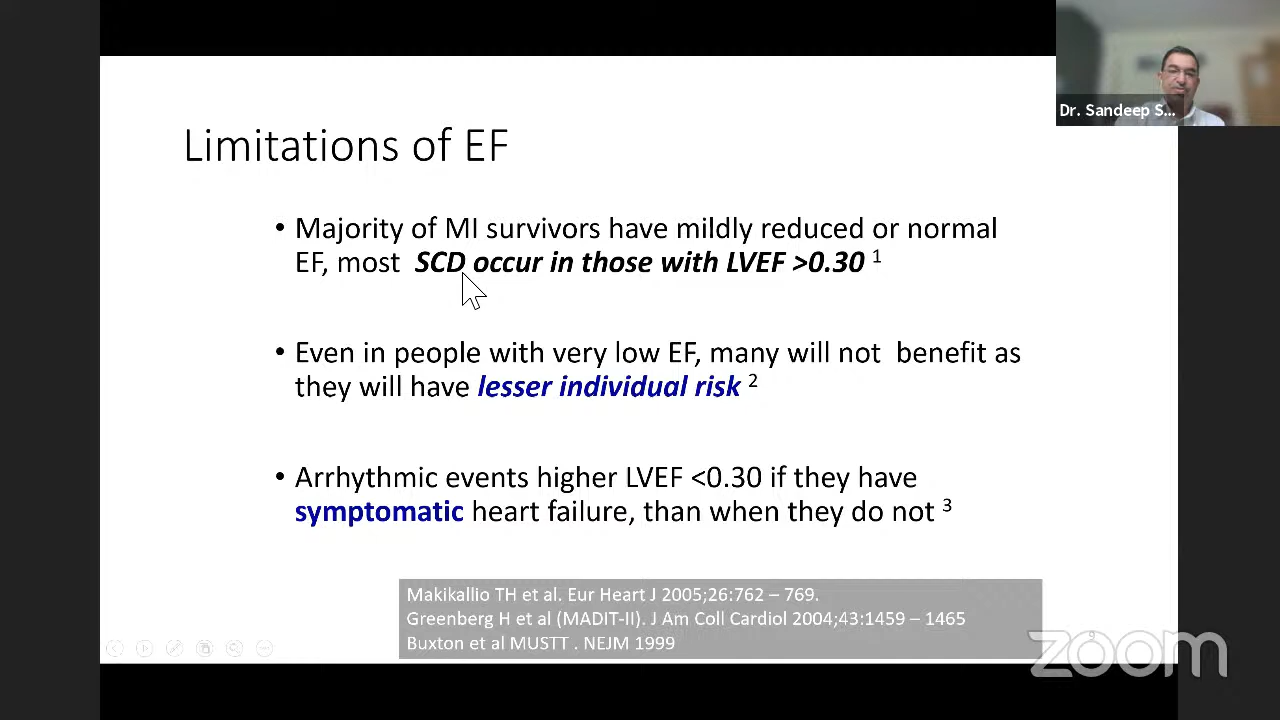 Dr. Sandeep S...
Limitations of EF
• Majority of MI survivors have mildly reduced or normal
EF, most SCD occur in those with LVEF >0.30 1
• Even in people with very low EF, many will not benefit as
they will have lesser individual risk 2
• Arrhythmic events higher LVEF <0.30 if they have
symptomatic heart failure, than when they do not 3
Makikallio TH et al. Eur Heart J 2005;26:762 – 769.
Greenberg H et al (MADIT-II). J Am Coll Cardiol 2004;43:1459 – 1465
Buxton et al MUSTT . NEJM 1999
zoom